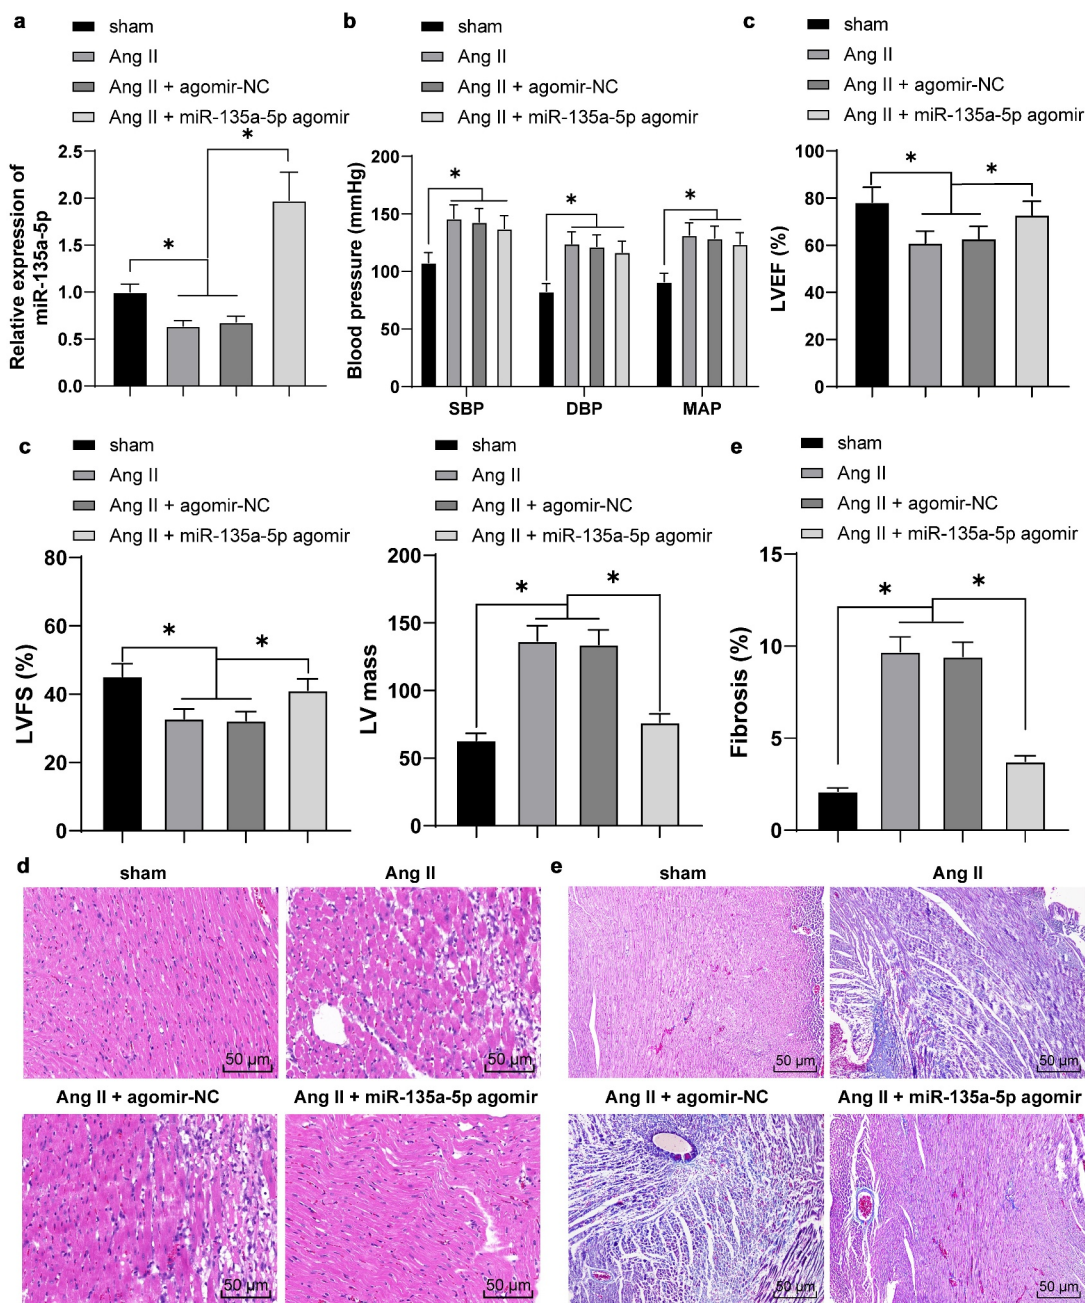 a
sham
Ang II
Ang II + agomir-NC
Ang II + miR-135a-5p agomir
Relative expression of
miR-135a-5p
2.5
2.0
1.5
1.0
0.5
0.0
*
*
b
sham
Ang II
Ang II + agomir-NC
Ang II + miR-135a-5p agomir
Blood pressure (mmHg)
200
150
100
50
0
*
*
*
SBP DBP MAP
c
sham
Ang II
Ang II + agomir-NC
Ang II + miR-135a-5p agomir
LVEF (%)
100
80
60
40
20
0
*
*
c
sham
Ang II
Ang II + agomir-NC
Ang II + miR-135a-5p agomir
LVFS (%)
80
60
40
20
0
*
*
sham
Ang II
Ang II + agomir-NC
Ang II + miR-135a-5p agomir
LV mass
200
150
100
50
0
*
*
e
sham
Ang II
Ang II + agomir-NC
Ang II + miR-135a-5p agomir
Fibrosis (%)
15
10
5
0
*
*
d
sham Ang II
50 µm 50 µm
Ang II + agomir-NC Ang II + miR-135a-5p agomir
50 µm 50 µm
e
sham Ang II
50 µm 50 µm
Ang II + agomir-NC Ang II + miR-135a-5p agomir
50 µm 50 µm